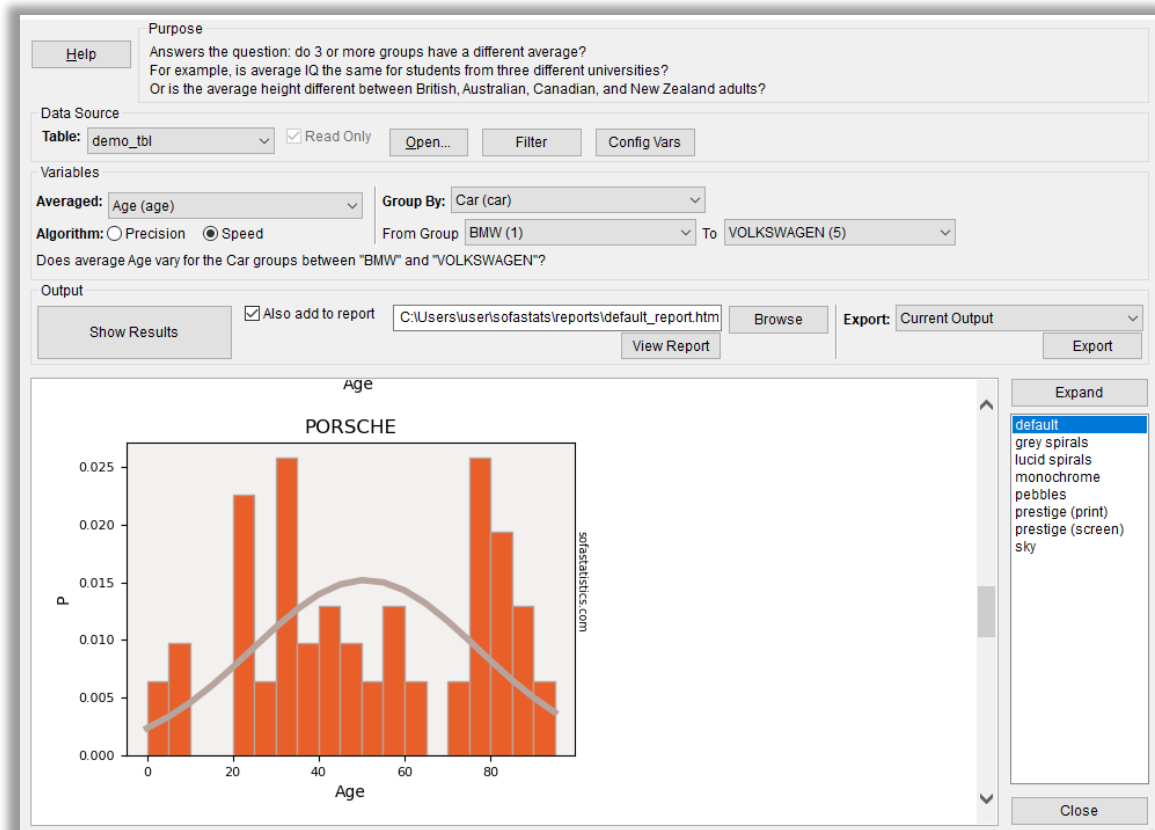 Purpose
Help
Answers the question: do 3 or more groups have a different average?
For example, is average IQ the same for students from three different universities?
Or is the average height different between British, Australian, Canadian, and New Zealand adults?
Data Source
Table: demo_tbl Read Only Open... Filter Config Vars
Variables
Averaged: Age (age) Group By: Car (car)
Algorithm: Precision Speed From Group BMW (1) To VOLKSWAGEN (5)
Does average Age vary for the Car groups between "BMW" and "VOLKSWAGEN"?
Output
Show Results Also add to report C:\Users\user\sofastats\reports\default_report.htm Browse Export: Current Output
View Report Export
Age
PORSCHE
0.025
0.020
0.015
0.010
0.005
0.000
P
0 20 40 60 80
Age
sofastatistics.com
Expand
default
grey spirals
lucid spirals
monochrome
pebbles
prestige (print)
prestige (screen)
sky
Close